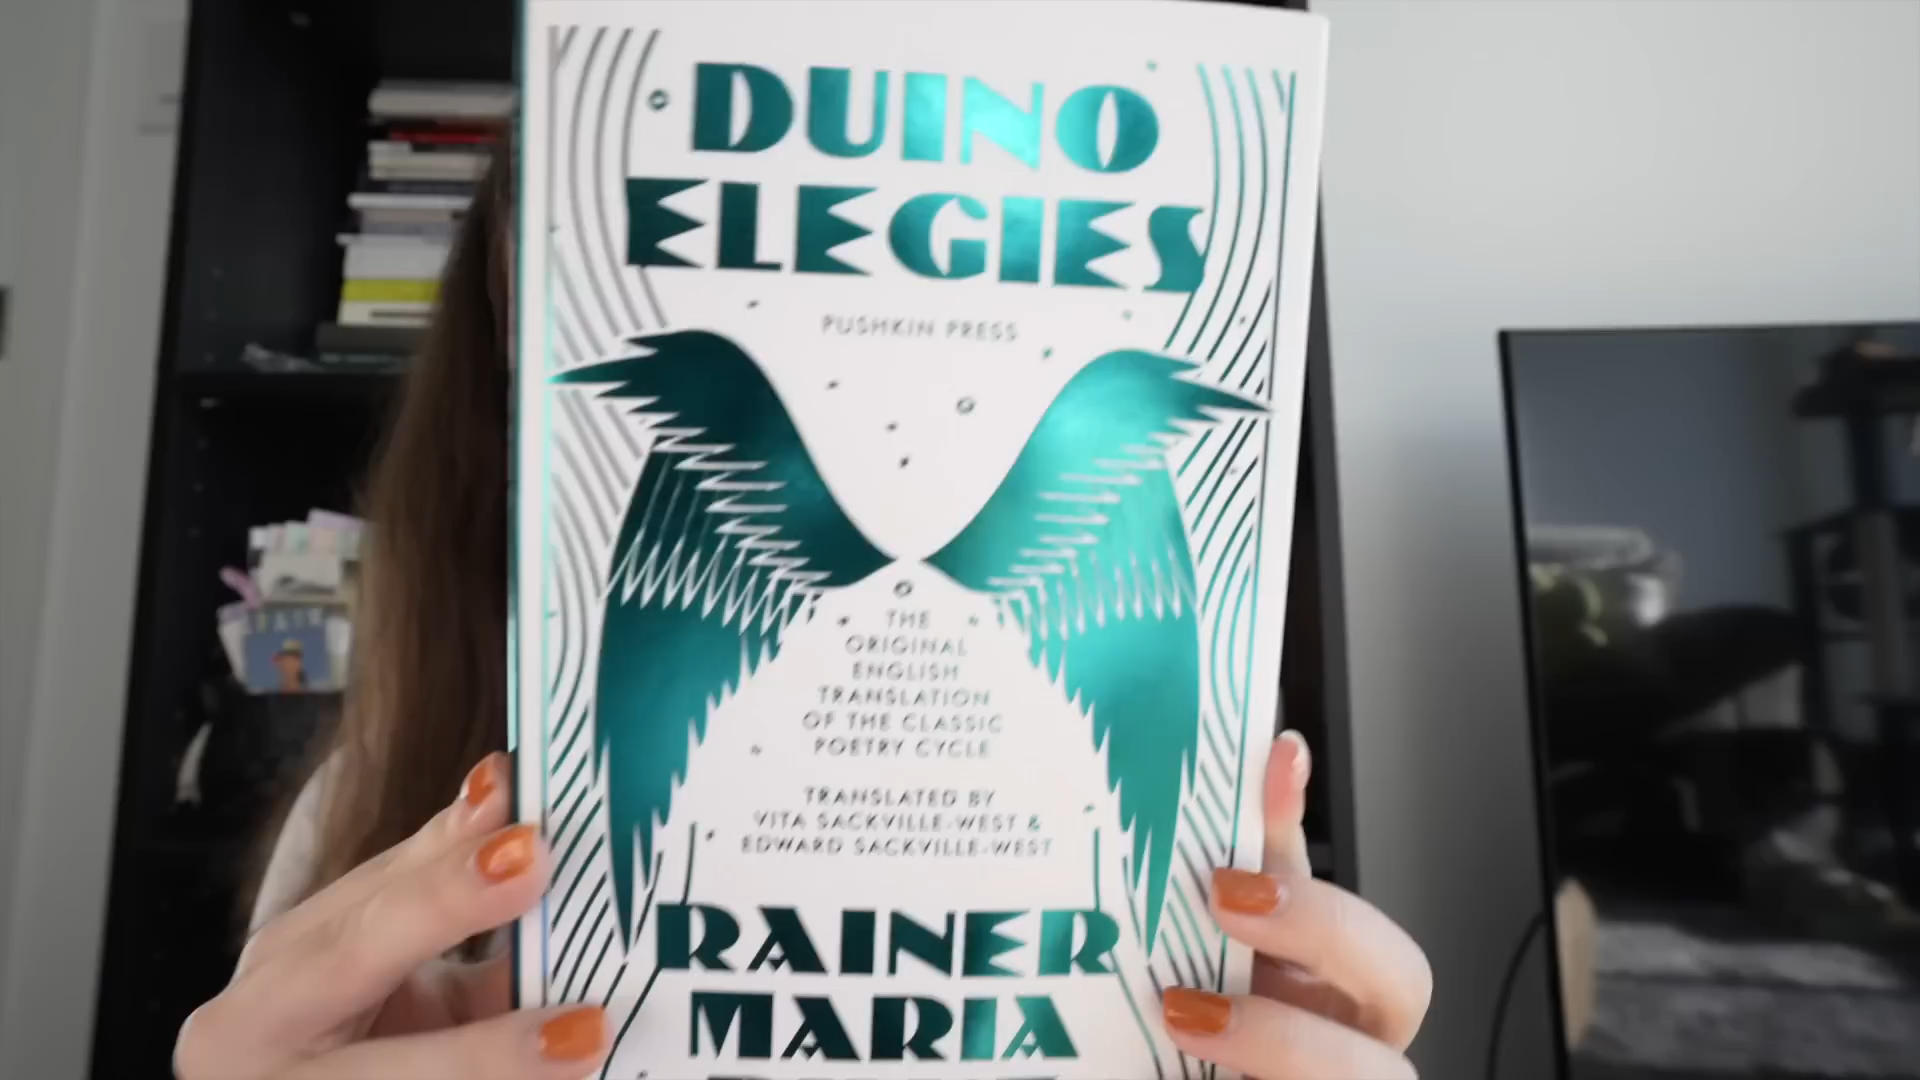 DUINO
ELEGIES
PUSHKIN PRESS
THE
ORIGINAL
ENGLISH
TRANSLATION
OF THE CLASSIC
POETRY CYCLE
TRANSLATED BY
VITA SACKVILLE-WEST &
EDWARD SACKVILLE-WEST
RAINER
MARIA